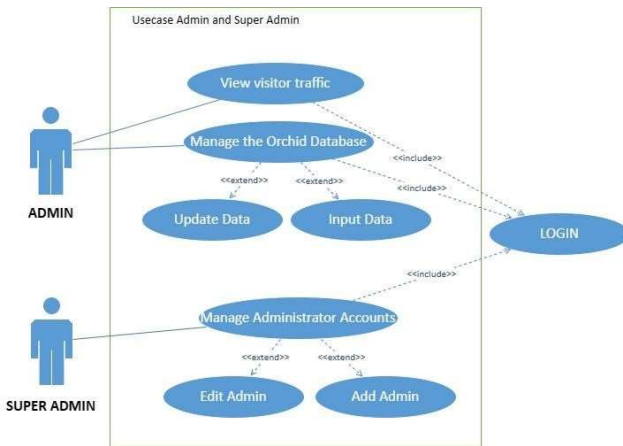 Usecase Admin and Super Admin
View visitor traffic
Manage the Orchid Database
<<include>>
<<extend>>
<<extend>>
<<include>>
ADMIN
Update Data
Input Data
LOGIN
<<include>>
Manage Administrator Accounts
<<extend>>
<<extend>>
SUPER ADMIN
Edit Admin
Add Admin